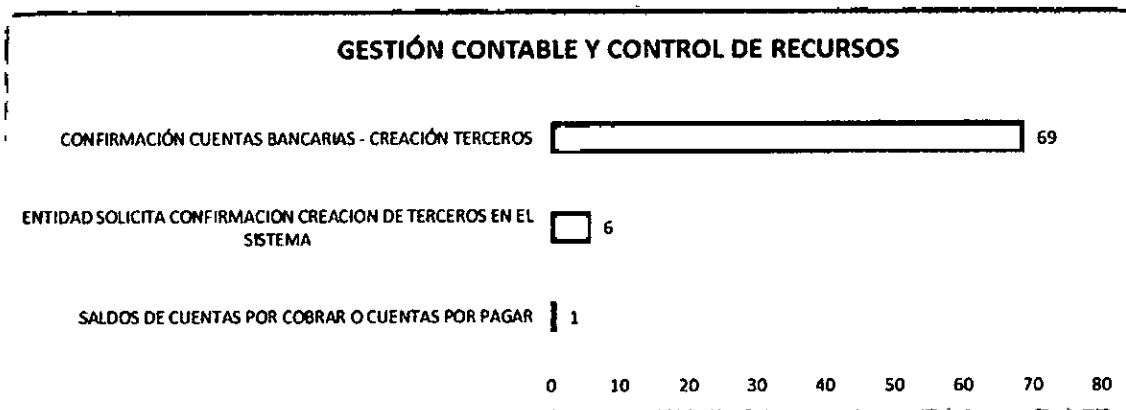 GESTIÓN CONTABLE Y CONTROL DE RECURSOS
CONFIRMACIÓN CUENTAS BANCARIAS - CREACIÓN TERCEROS 69
ENTIDAD SOLICITA CONFIRMACION CREACION DE TERCEROS EN EL
SISTEMA 6
SALDOS DE CUENTAS POR COBRAR O CUENTAS POR PAGAR 1
0 10 20 30 40 50 60 70 80